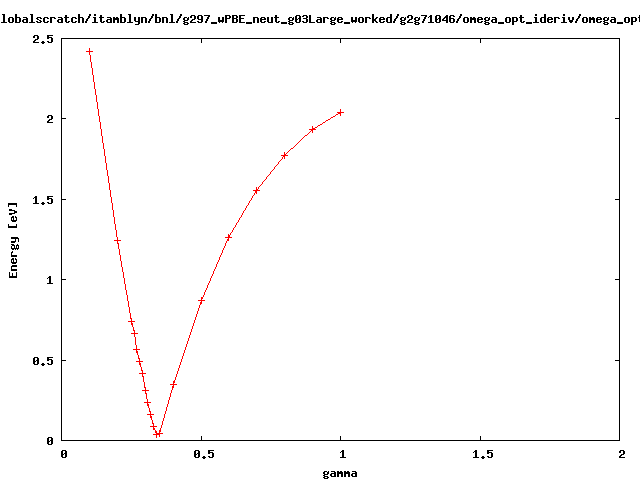 lobalscratch/itamblyn/bnl/g297_wPBE_neut_g03Large_worked/g2g71046/omega_opt_ideriv/omega_opt
2.5
2
1.5
1
0.5
0
Energy [eV]
0 0.5 1 1.5 2
gamma